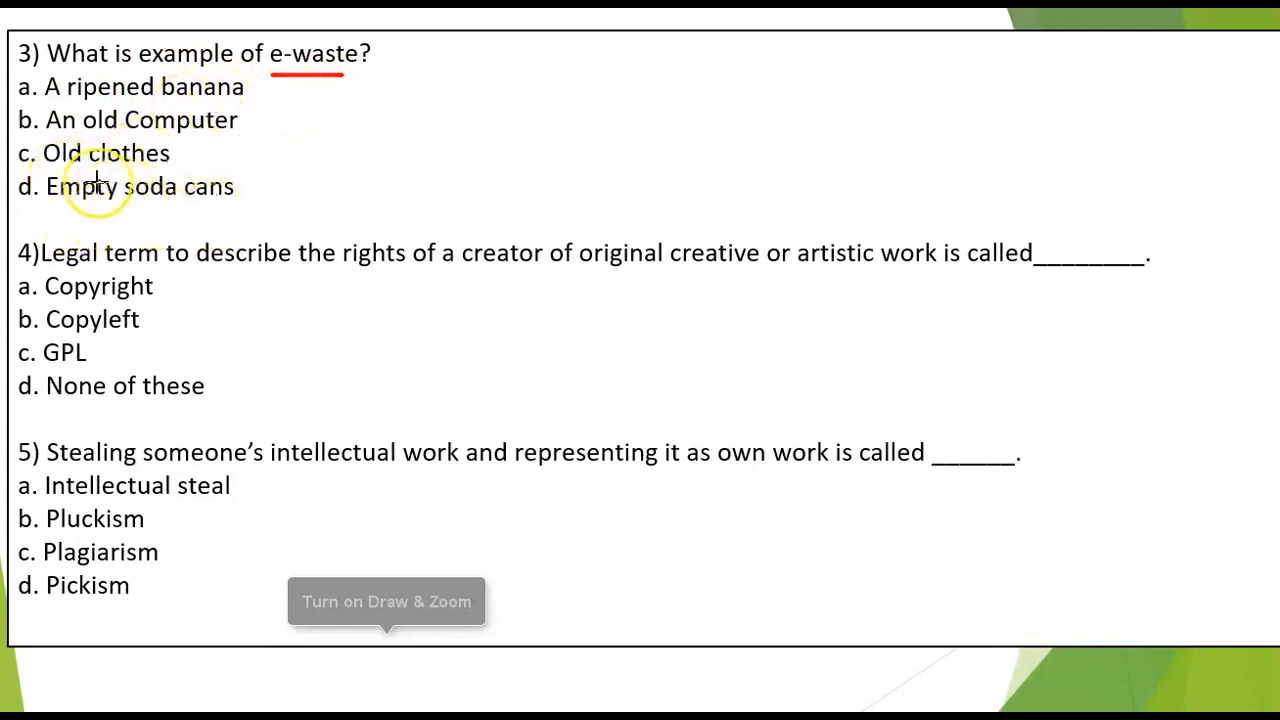 3) What is example of e-waste?
a. A ripened banana
b. An old Computer
c. Old clothes
d. Empty soda cans
4)Legal term to describe the rights of a creator of original creative or artistic work is called________.
a. Copyright
b. Copyleft
c. GPL
d. None of these
5) Stealing someone’s intellectual work and representing it as own work is called ______.
a. Intellectual steal
b. Pluckism
c. Plagiarism
d. Pickism
Turn on Draw & Zoom